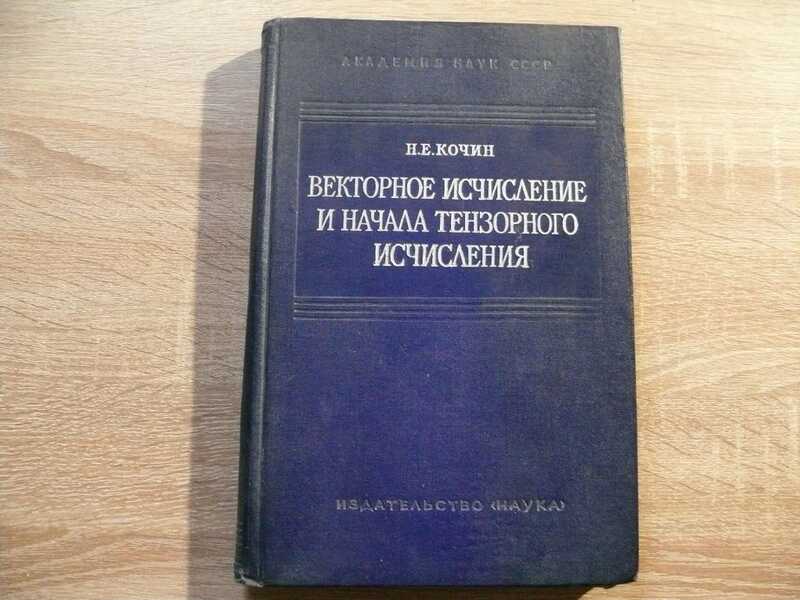 АКАДЕМИЯ НАУК СССР
Н.Е.КОЧИН
ВЕКТОРНОЕ ИСЧИСЛЕНИЕ
И НАЧАЛА ТЕНЗОРНОГО
ИСЧИСЛЕНИЯ
ИЗДАТЕЛЬСТВО «НАУКА»